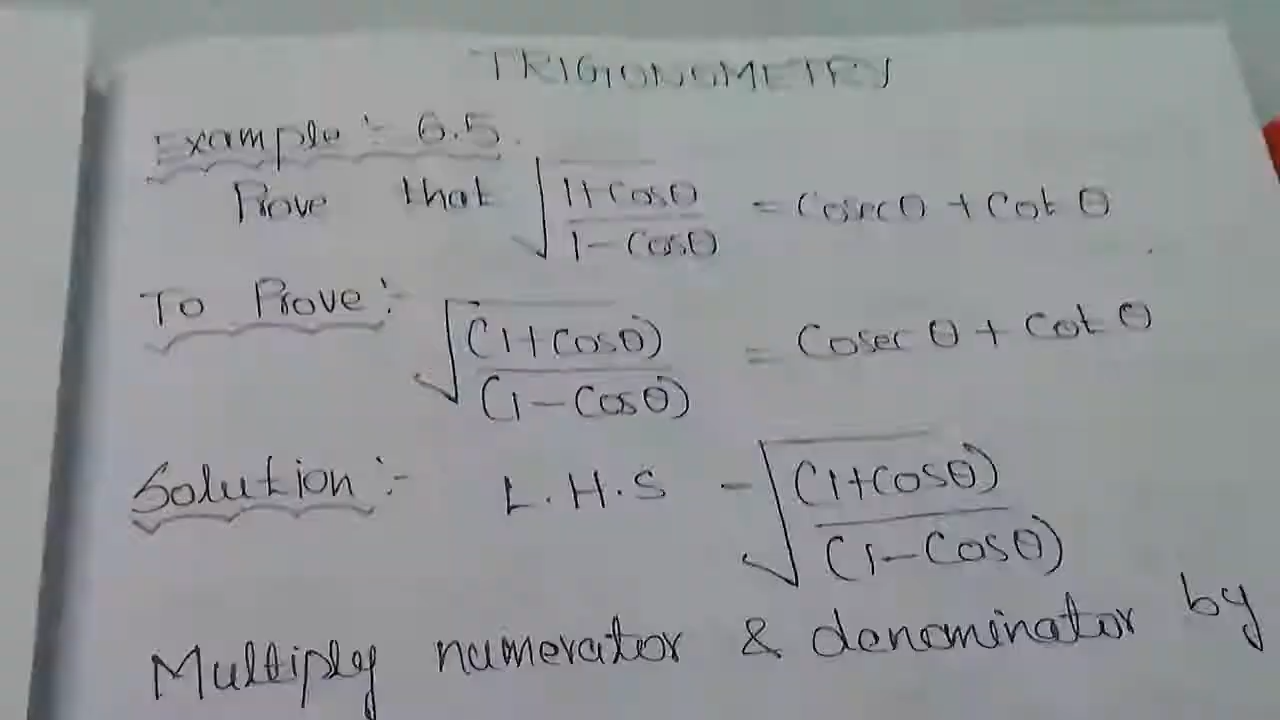 TRIGONOMETRY
Example :- 6.5.
Prove that √(1+cosθ)/(1-cosθ) = Cosecθ + Cot θ
To Prove :- √(1+cosθ)/(1-cosθ) = Cosec θ + Cot θ
Solution :- L.H.S - √(1+cosθ)/(1-cosθ)
Multiply numerator & denominator by